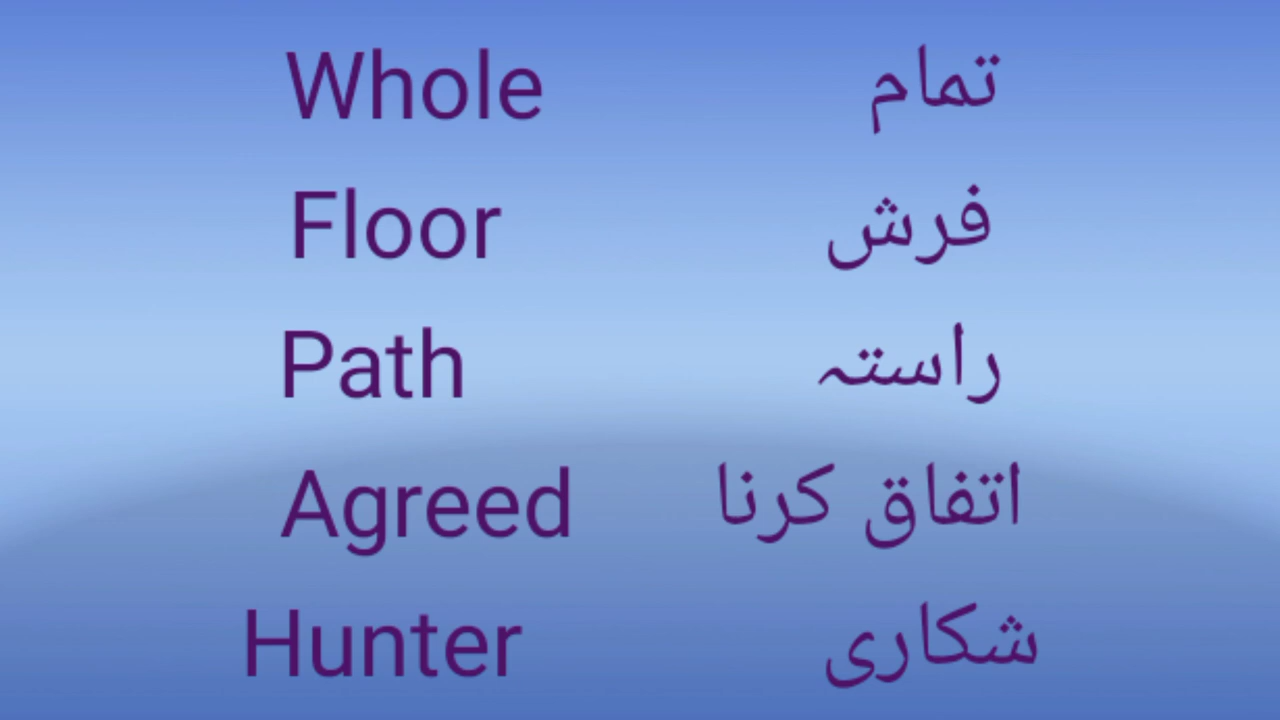 Whole تمام
Floor فرش
Path راستہ
Agreed اتفاق کرنا
Hunter شکاری